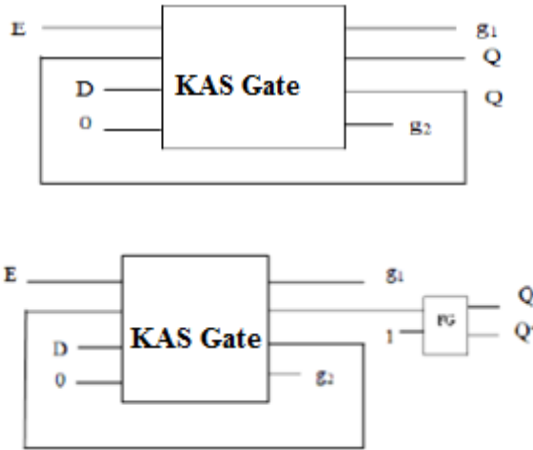 E g₁
Q
D KAS Gate Q
0 g₂
E g₁
Q
FG
D KAS Gate 1 Q'
0 g₂